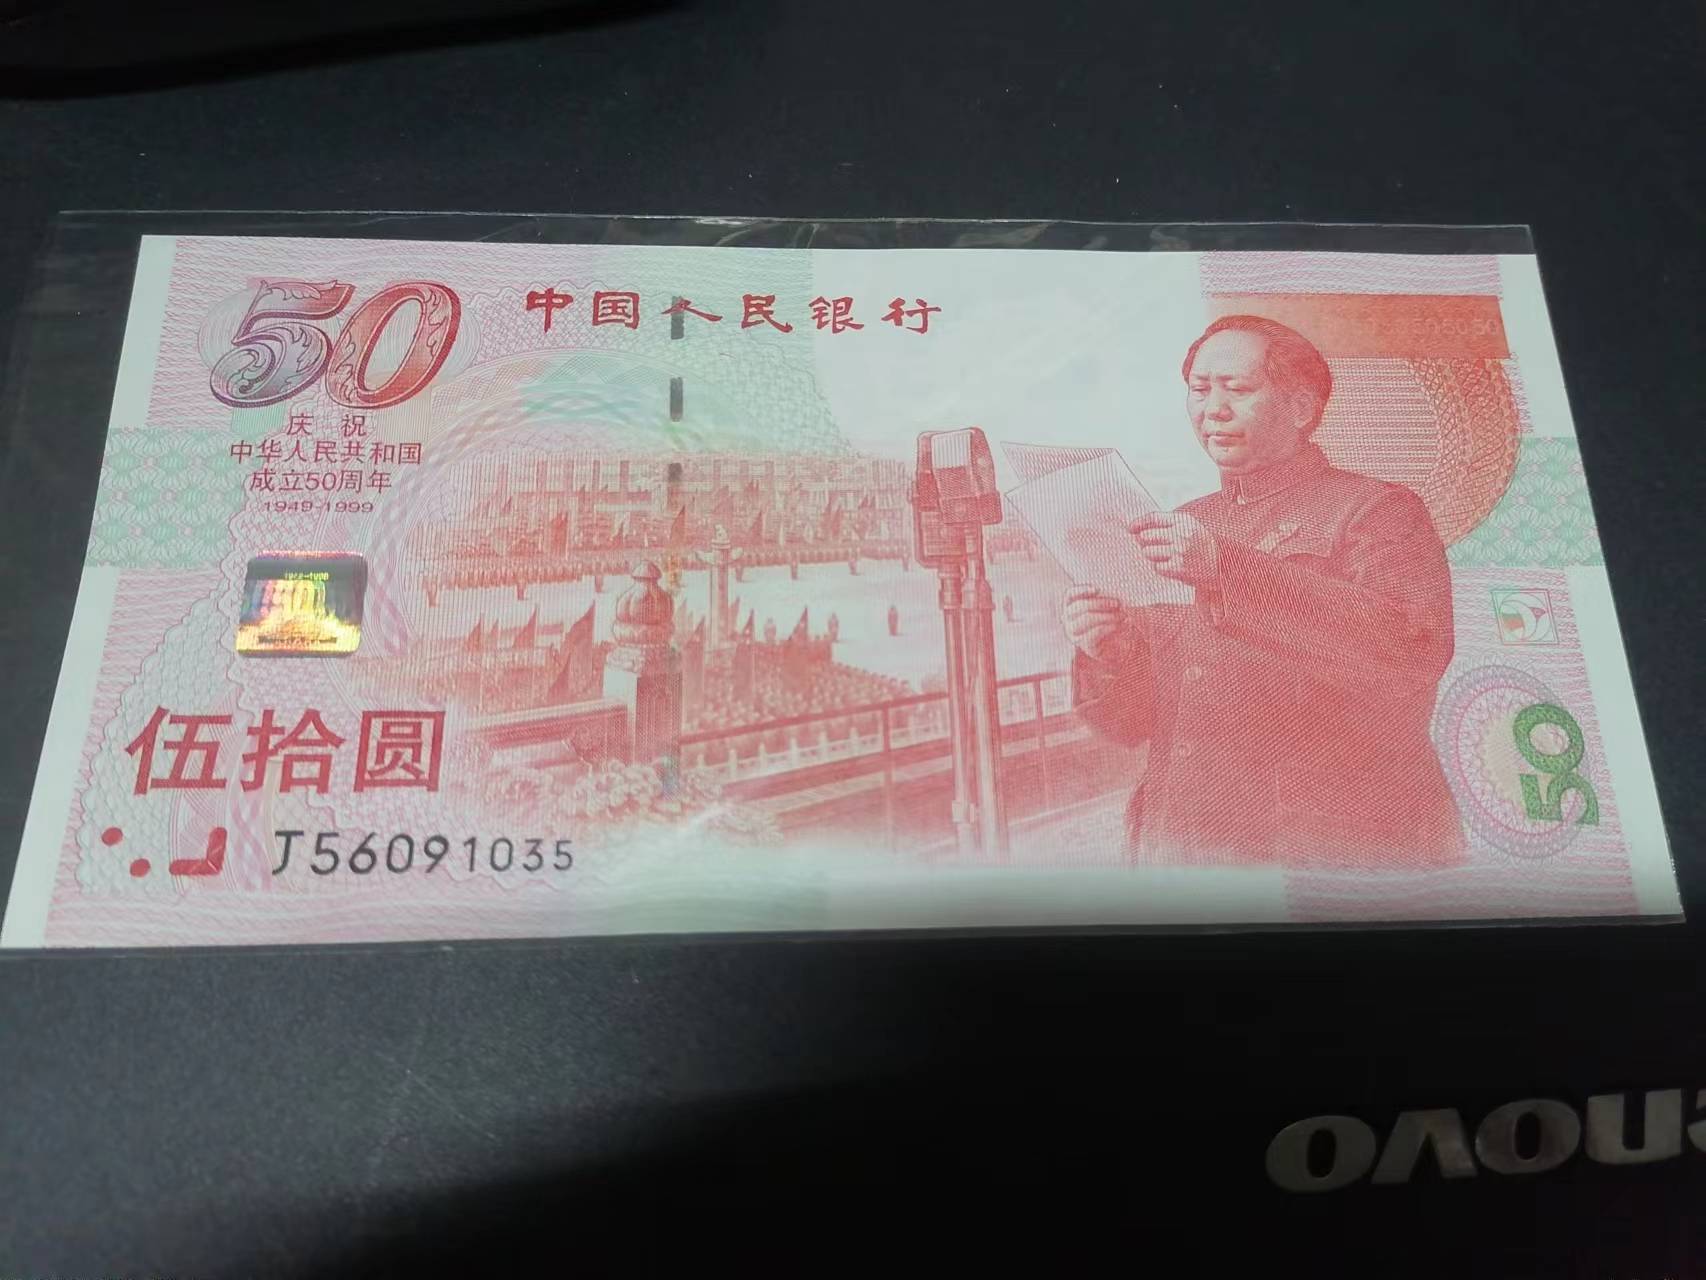 50
中国人民银行
庆祝
中华人民共和国
成立50周年
1949-1999
伍拾圆
J56091035
50
novo